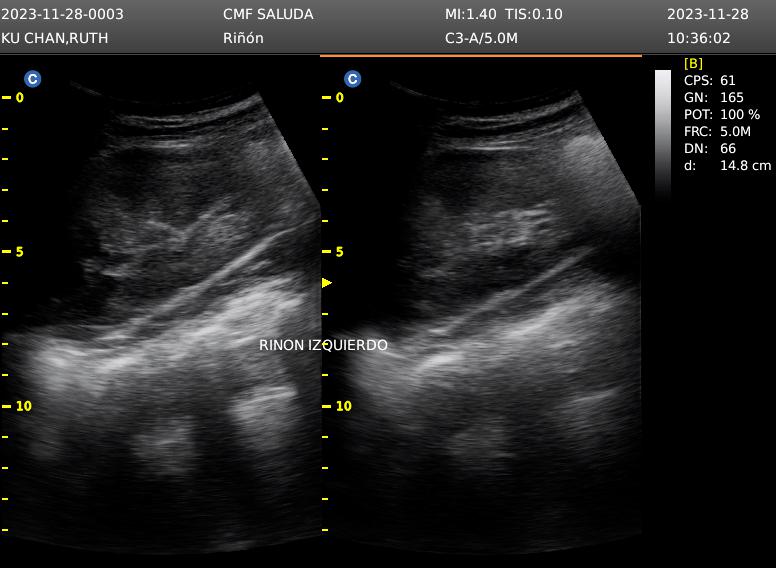 2023-11-28-0003 CMF SALUDA MI:1.40 TIS:0.10 2023-11-28
KU CHAN,RUTH Riñón C3-A/5.0M 10:36:02
[B]
C C
CPS: 61
0 0
GN: 165
POT: 100 %
FRC: 5.0M
DN: 66
d: 14.8 cm
5 5
RINON IZQUIERDO
10 10